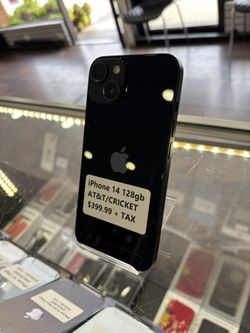 iPhone 14 128gb
AT&T/CRICKET
$399.99 + TAX